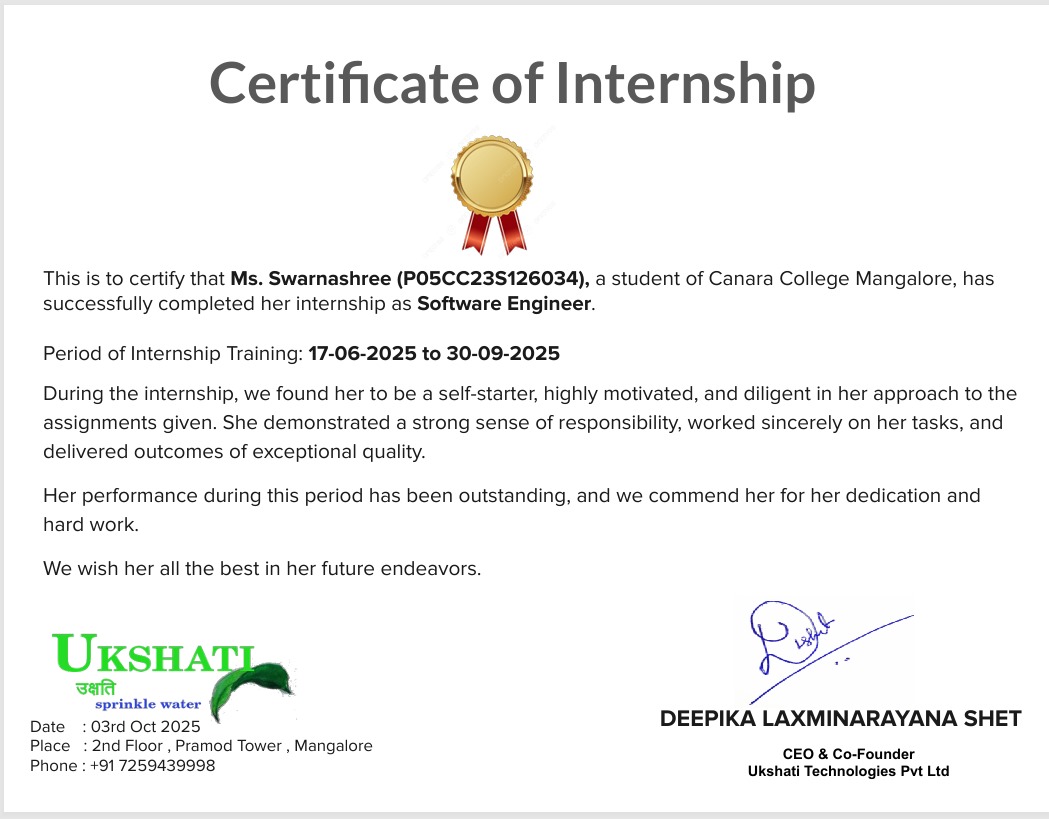 Certificate of Internship
This is to certify that Ms. Swarnashree (P05CC23S126034), a student of Canara College Mangalore, has
successfully completed her internship as Software Engineer.
Period of Internship Training: 17-06-2025 to 30-09-2025
During the internship, we found her to be a self-starter, highly motivated, and diligent in her approach to the
assignments given. She demonstrated a strong sense of responsibility, worked sincerely on her tasks, and
delivered outcomes of exceptional quality.
Her performance during this period has been outstanding, and we commend her for her dedication and
hard work.
We wish her all the best in her future endeavors.
UKSHATI
उक्षति
sprinkle water
Date : 03rd Oct 2025
Place : 2nd Floor , Pramod Tower , Mangalore
Phone : +91 7259439998
DEEPIKA LAXMINARAYANA SHET
CEO & Co-Founder
Ukshati Technologies Pvt Ltd